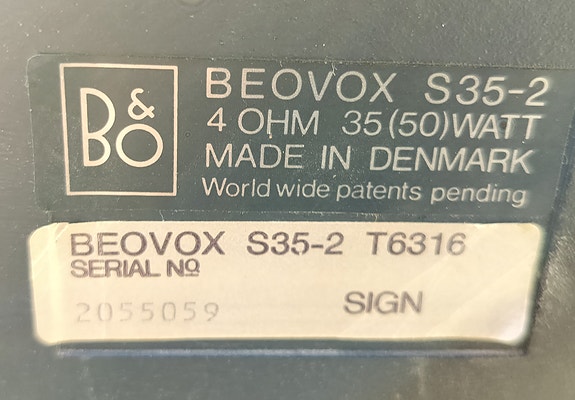 B&O
BEOVOX S35-2
4 OHM 35(50)WATT
MADE IN DENMARK
World wide patents pending
BEOVOX S35-2 T6316
SERIAL Nº
2055059 SIGN